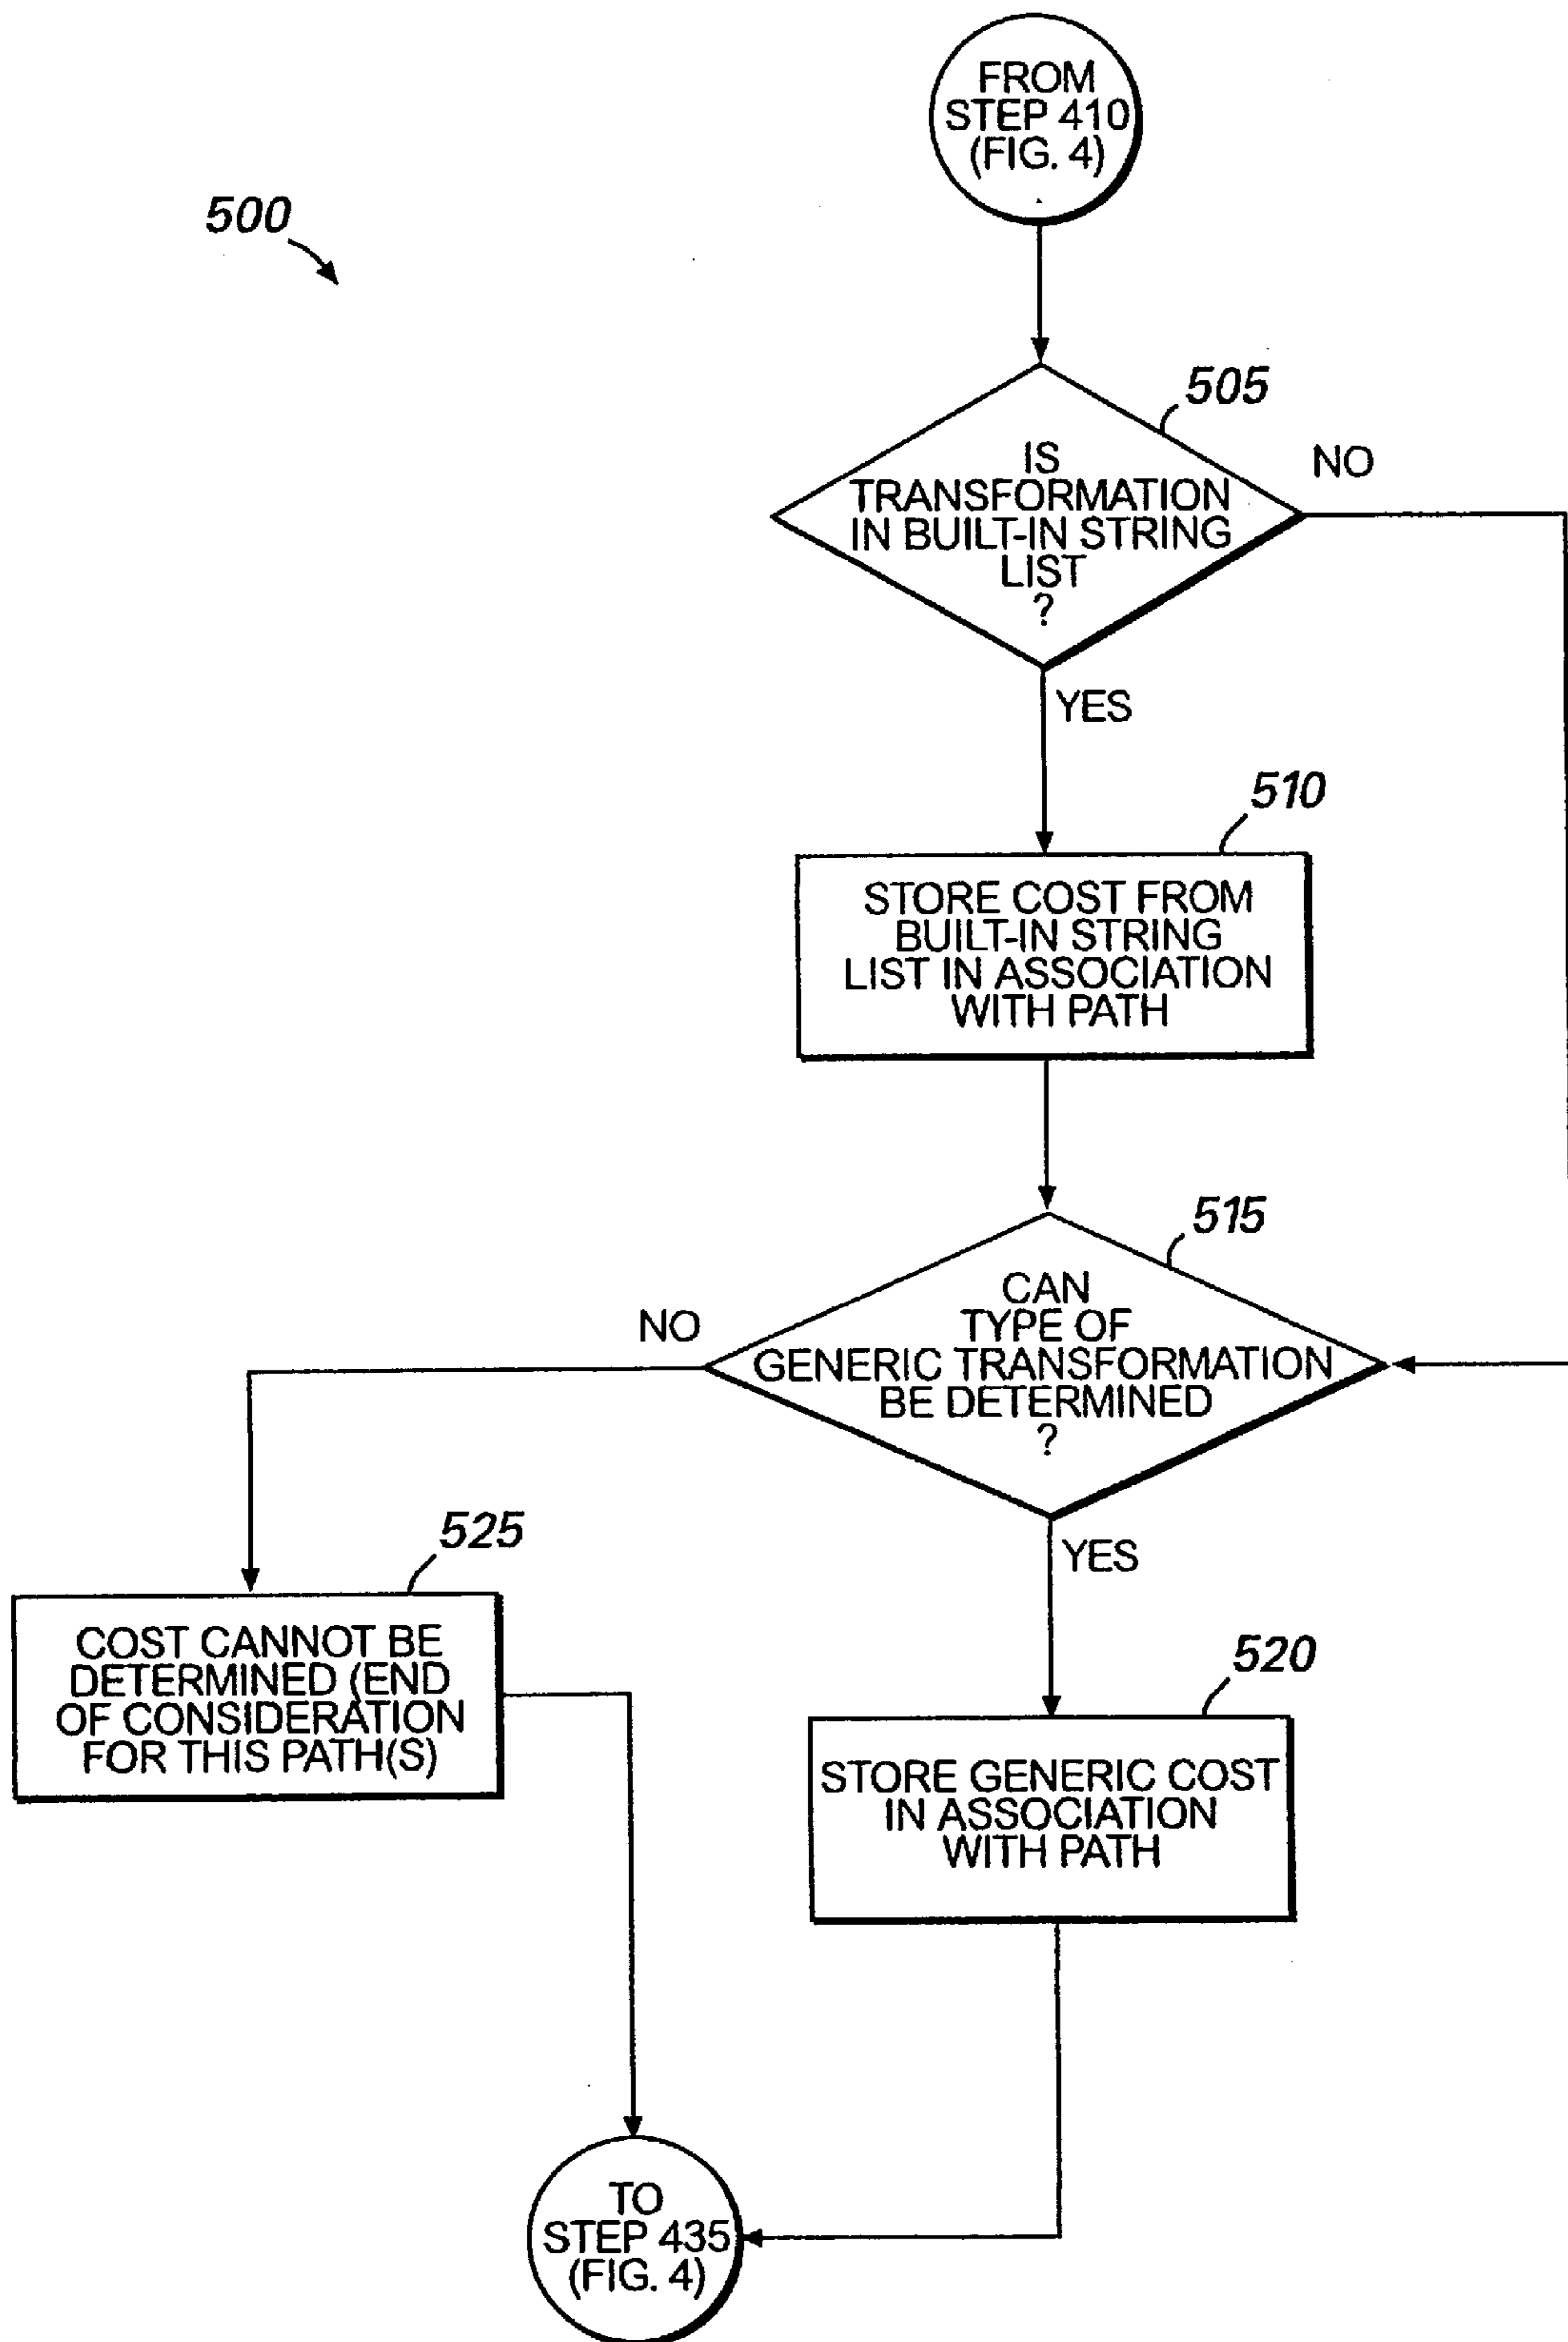 FROM
STEP 410
(FIG. 4)
500
505
IS
TRANSFORMATION
IN BUILT-IN STRING
LIST
?
NO
YES
510
STORE COST FROM
BUILT-IN STRING
LIST IN ASSOCIATION
WITH PATH
515
CAN
TYPE OF
GENERIC TRANSFORMATION
BE DETERMINED
?
NO
YES
525
COST CANNOT BE
DETERMINED (END
OF CONSIDERATION
FOR THIS PATH(S)
520
STORE GENERIC COST
IN ASSOCIATION
WITH PATH
TO
STEP 435
(FIG. 4)